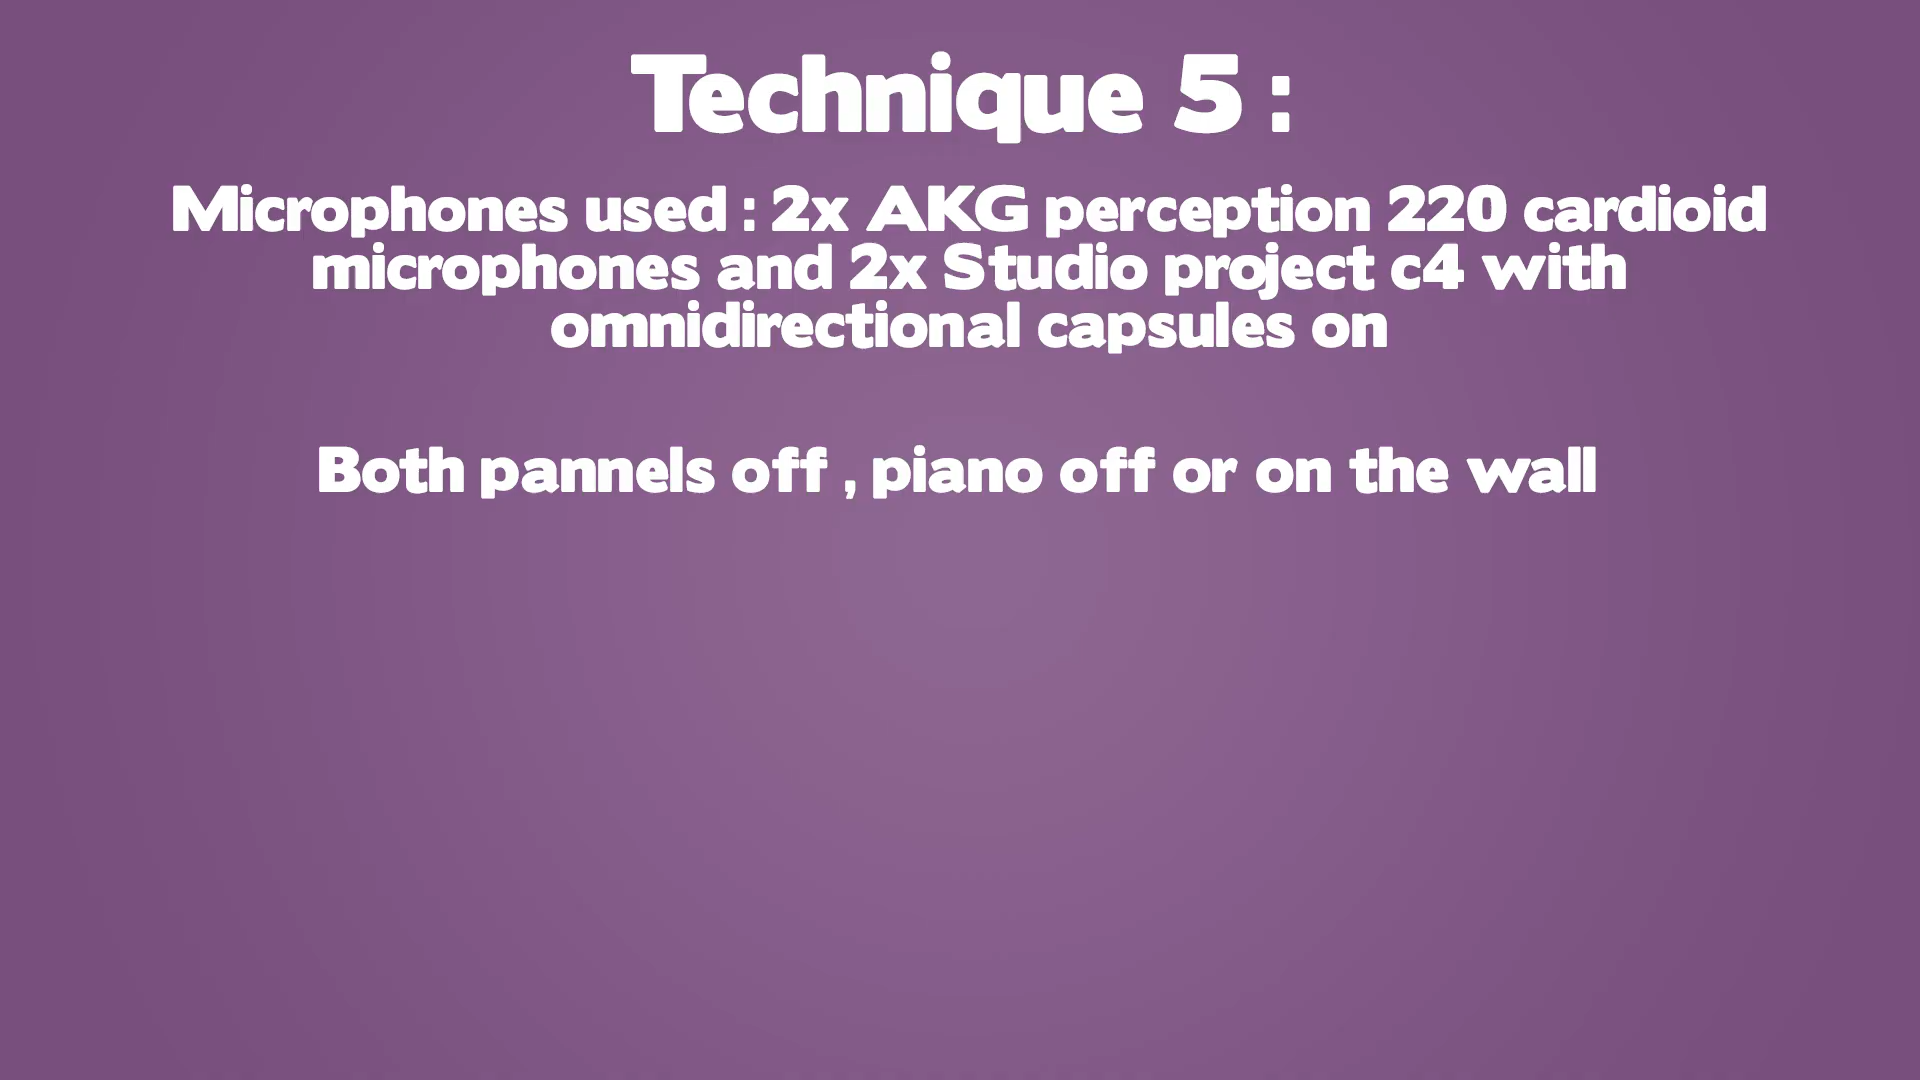 Technique 5 :
Microphones used : 2x AKG perception 220 cardioid
microphones and 2x Studio project c4 with
omnidirectional capsules on
Both pannels off , piano off or on the wall